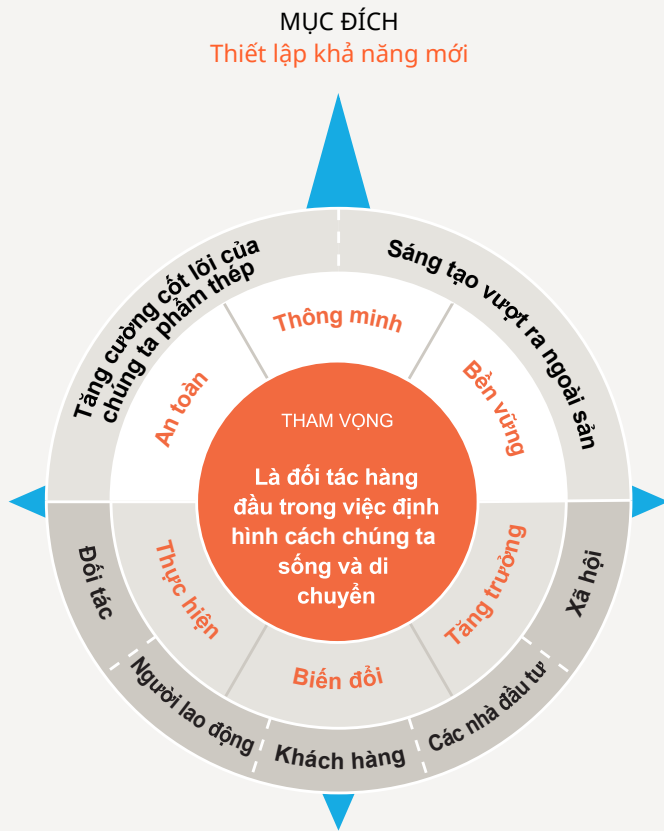 MỤC ĐÍCH
Thiết lập khả năng mới
Tăng cường cốt lõi của
chúng ta phẩm thép
Sáng tạo vượt ra ngoài sản
An toàn
Thông minh
Bền vững
THAM VỌNG
Là đối tác hàng
đầu trong việc định
hình cách chúng ta
sống và di
chuyển
Thực hiện
Biến đổi
Tăng trưởng
Đối tác
Người lao động
Khách hàng
Các nhà đầu tư
Xã hội